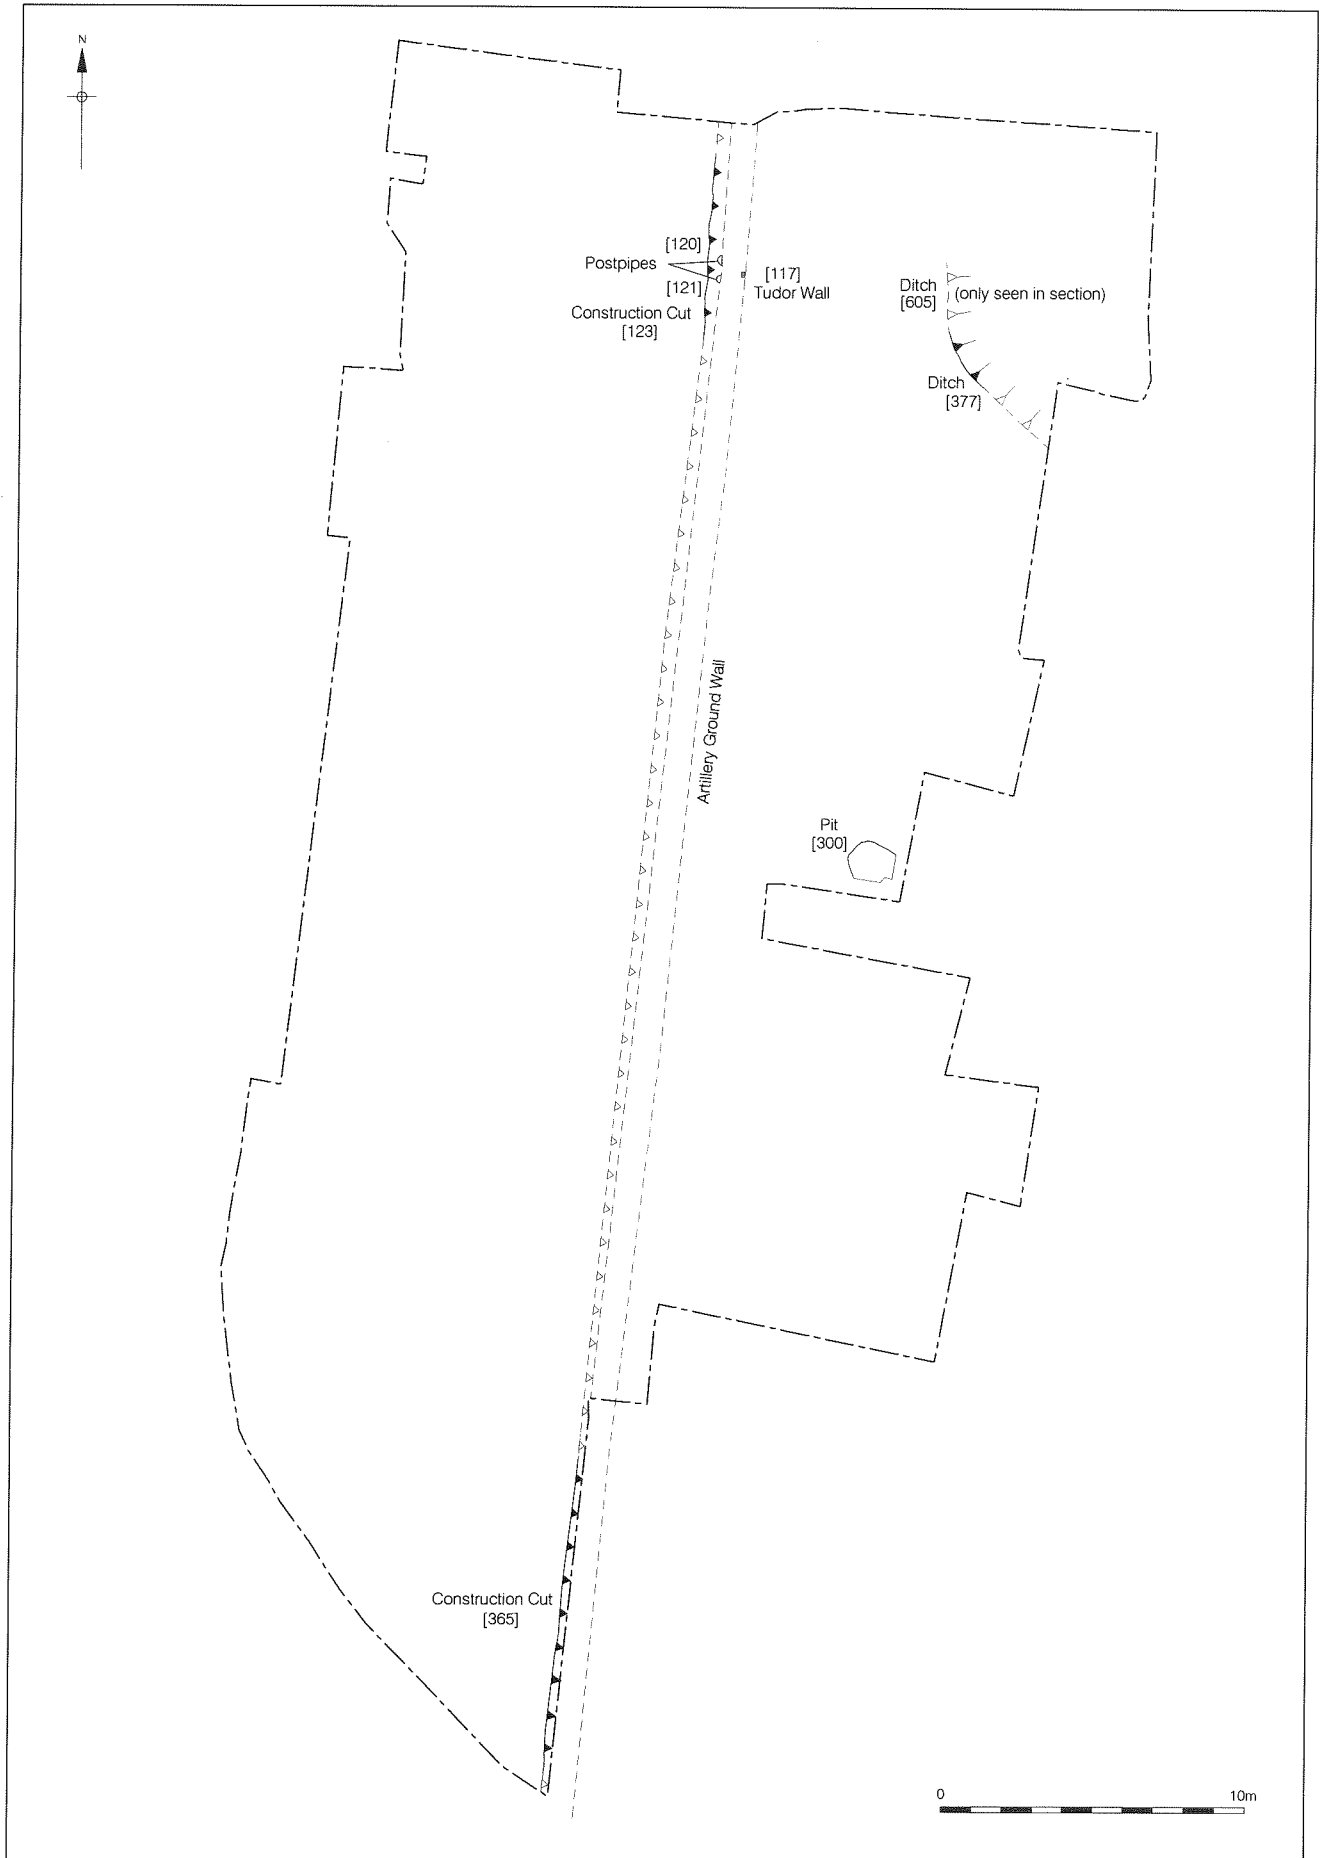 N
[120]
Postpipes
[121]
Construction Cut
[123]
[117]
Tudor Wall
Ditch
[605]
(only seen in section)
Ditch
[377]
Artillery Ground Wall
Pit
[300]
Construction Cut
[365]
0
10m